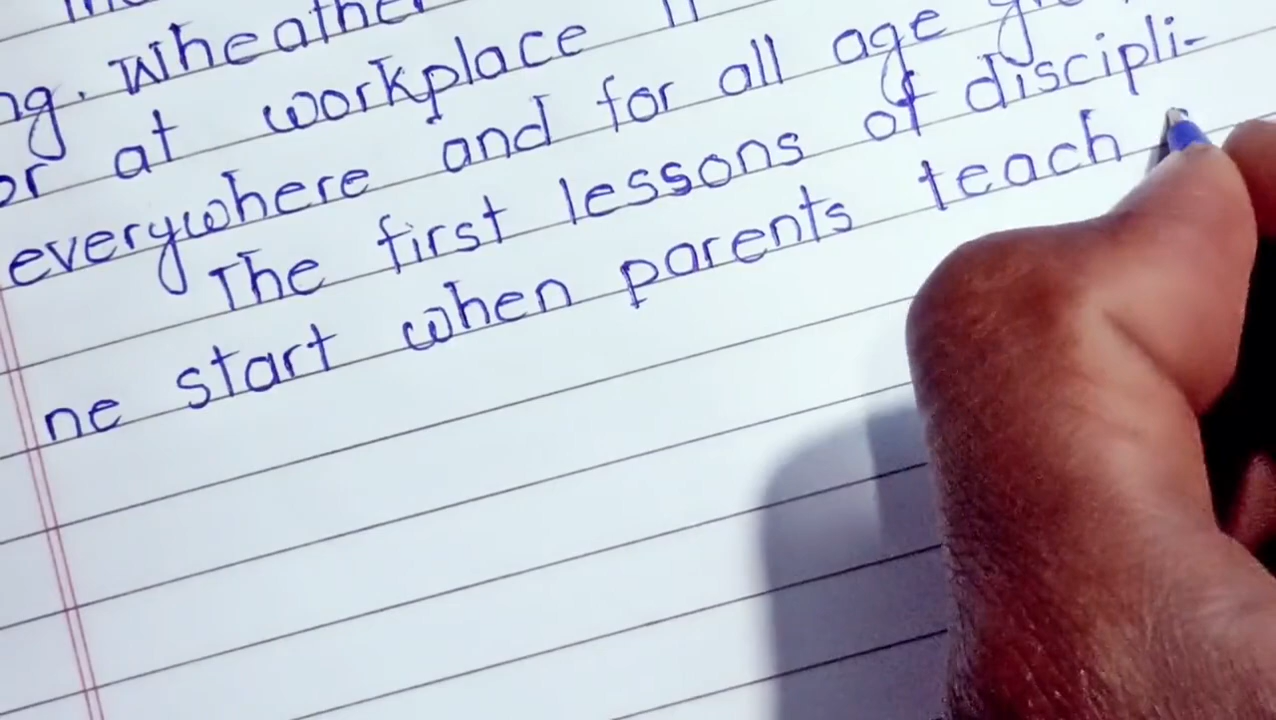 ng. Wheather
or at workplace
everywhere and for all age
The first lessons of discipli-
ne start when parents teach